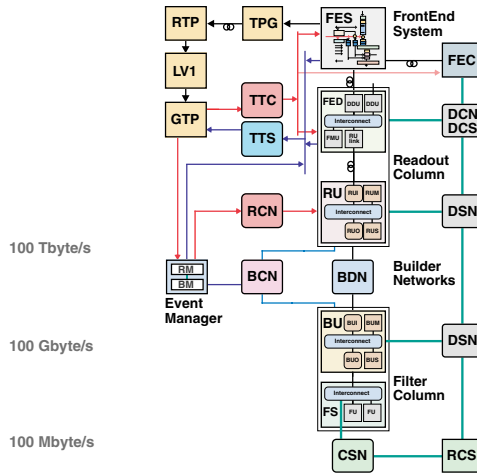 RTP
TPG
FES
FrontEnd
System
FEC
LV1
GTP
TTC
TTS
FED
DDU
DDU
Interconnect
FMU
RU
link
DCN
DCS
Readout
Column
RU
RUI
RUM
Interconnect
RUO
RUS
RCN
DSN
100 Tbyte/s
RM
BM
Event
Manager
BCN
BDN
Builder
Networks
BU
BUI
BUM
Interconnect
BUO
BUS
DSN
100 Gbyte/s
Filter
Column
Interconnect
FS
FU
FU
100 Mbyte/s
CSN
RCS